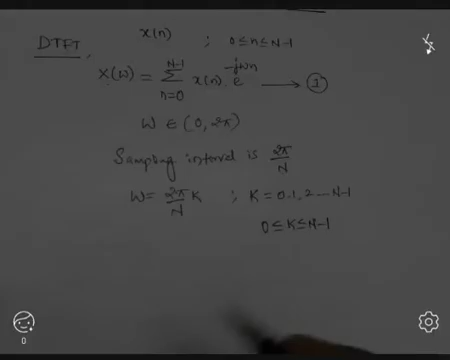 DTFT, x(n) ; 0≤n≤N-1
X(ω) = N-1 ∑ n=0 x(n) e^-jωn → ①
ω ∈ (0, 2π)
Sampling interval is 2π/N
ω = 2π/N K ; K = 0,1,2 --- N-1
0 ≤ K ≤ N-1
0